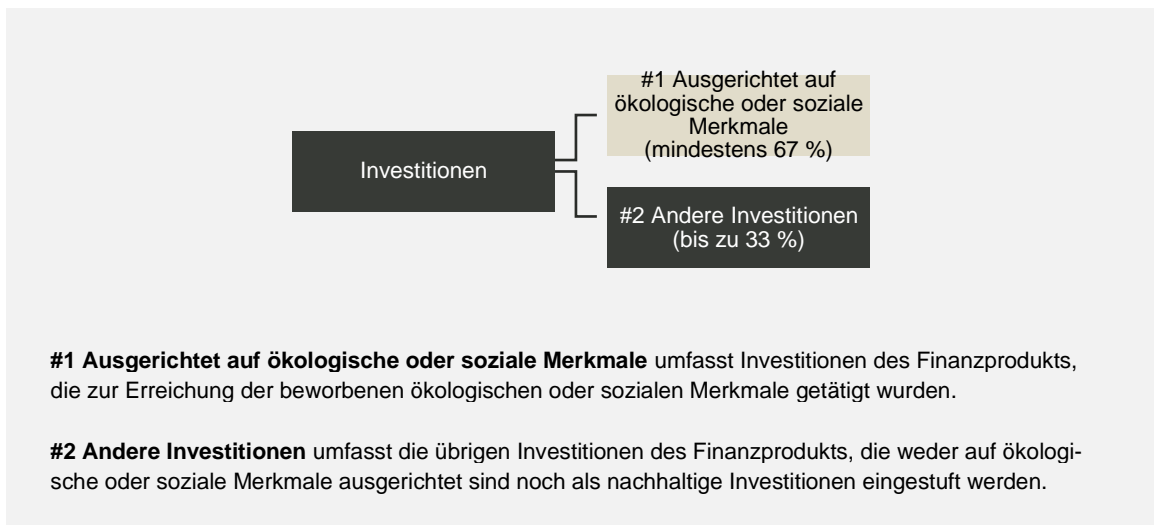 #1 Ausgerichtet auf
ökologische oder soziale
Merkmale
(mindestens 67 %)
Investitionen
#2 Andere Investitionen
(bis zu 33 %)
#1 Ausgerichtet auf ökologische oder soziale Merkmale umfasst Investitionen des Finanzprodukts,
die zur Erreichung der beworbenen ökologischen oder sozialen Merkmale getätigt wurden.
#2 Andere Investitionen umfasst die übrigen Investitionen des Finanzprodukts, die weder auf ökologi-
sche oder soziale Merkmale ausgerichtet sind noch als nachhaltige Investitionen eingestuft werden.